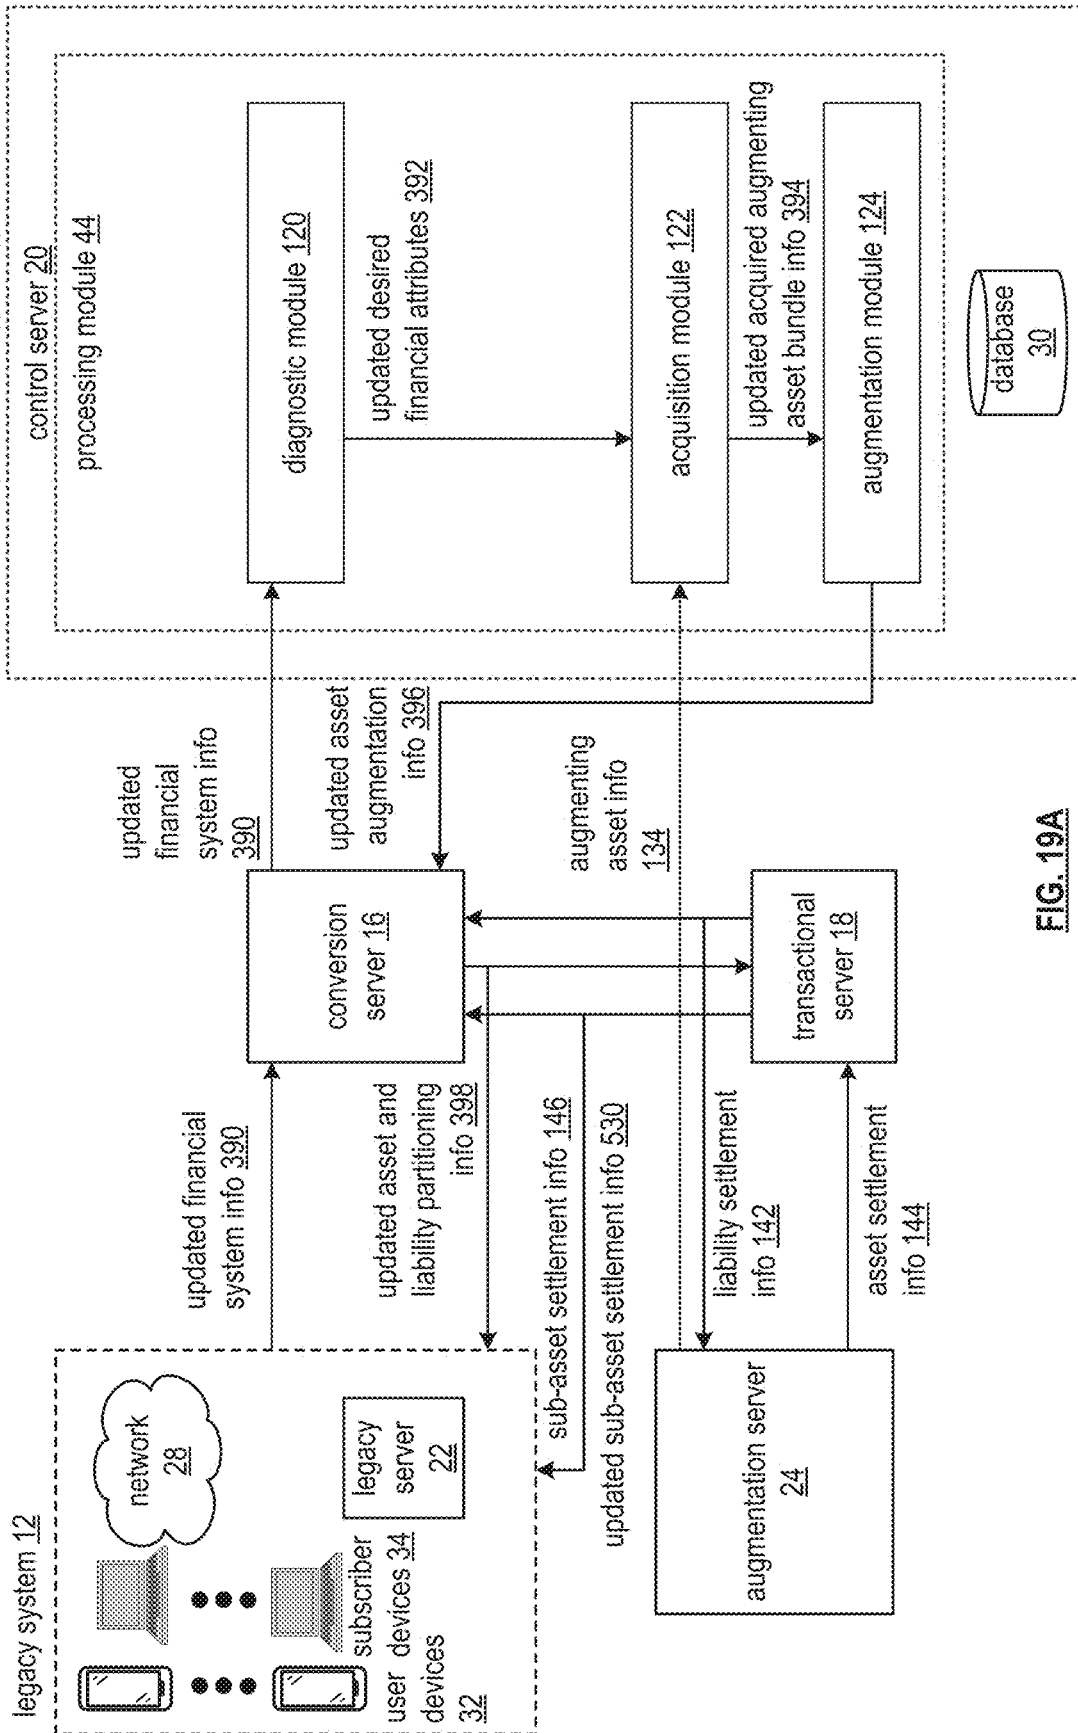 legacy system 12
network
28
legacy
server
22
subscriber
devices 34
user
devices
32
updated financial
system info 390
updated asset and
liability partitioning
info 398
sub-asset settlement info 146
updated sub-asset settlement info 530
liability settlement
info 142
asset settlement
info 144
augmentation server
24
conversion
server 16
transactional
server 18
updated
financial
system info
390
updated asset
augmentation
info 396
augmenting
asset info
134
control server 20
processing module 44
diagnostic module 120
updated desired
financial attributes 392
acquisition module 122
updated acquired augmenting
asset bundle info 394
augmentation module 124
database
30
FIG. 19A